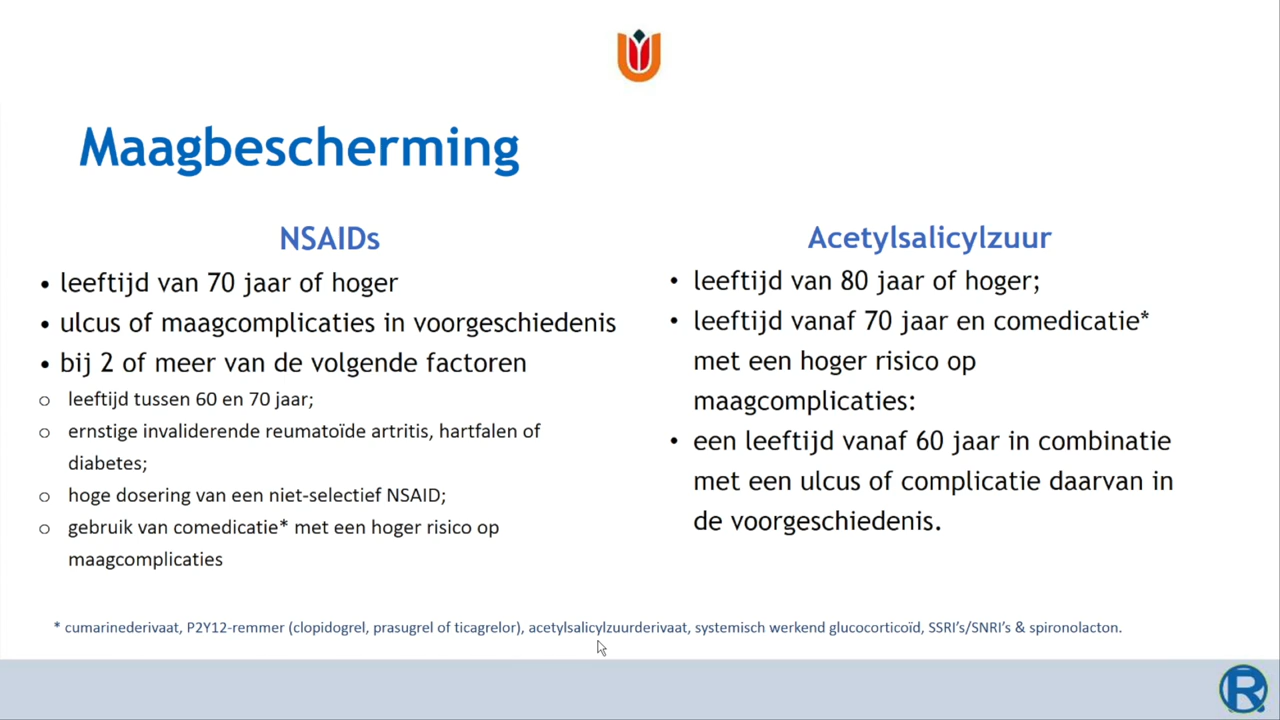 Maagbescherming
NSAIDs
• leeftijd van 70 jaar of hoger
• ulcus of maagcomplicaties in voorgeschiedenis
• bij 2 of meer van de volgende factoren
o leeftijd tussen 60 en 70 jaar;
o ernstige invaliderende reumatoïde artritis, hartfalen of
diabetes;
o hoge dosering van een niet-selectief NSAID;
o gebruik van comedicatie* met een hoger risico op
maagcomplicaties
Acetylsalicylzuur
• leeftijd van 80 jaar of hoger;
• leeftijd vanaf 70 jaar en comedicatie*
met een hoger risico op
maagcomplicaties:
• een leeftijd vanaf 60 jaar in combinatie
met een ulcus of complicatie daarvan in
de voorgeschiedenis.
* cumarinederivaat, P2Y12-remmer (clopidogrel, prasugrel of ticagrelor), acetylsalicylzuurderivaat, systemisch werkend glucocorticoïd, SSRI's/SNRI's & spironolacton.
R